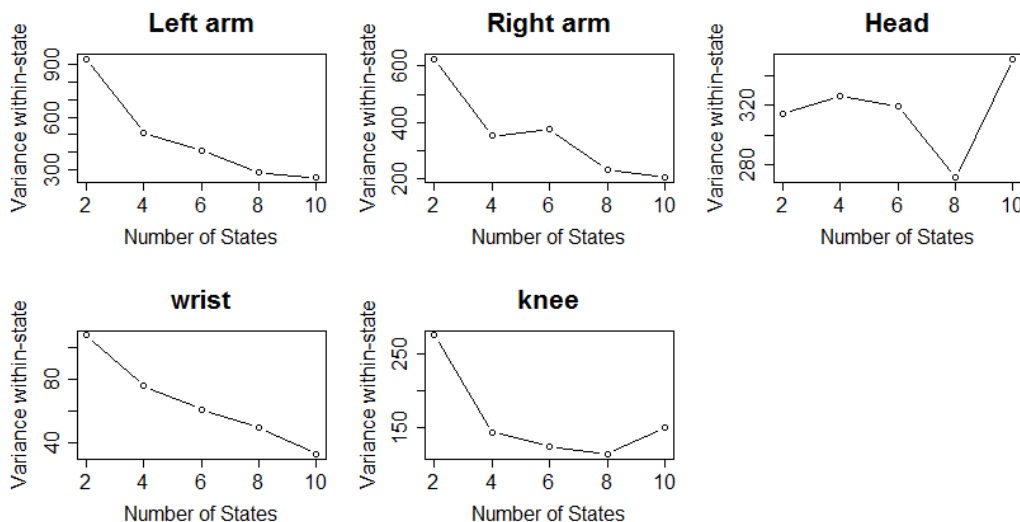 Left arm
Variance within-state
900
600
300
2 4 6 8 10
Number of States
Right arm
Variance within-state
600
400
200
2 4 6 8 10
Number of States
Head
Variance within-state
320
280
2 4 6 8 10
Number of States
wrist
Variance within-state
80
40
2 4 6 8 10
Number of States
knee
Variance within-state
250
150
2 4 6 8 10
Number of States